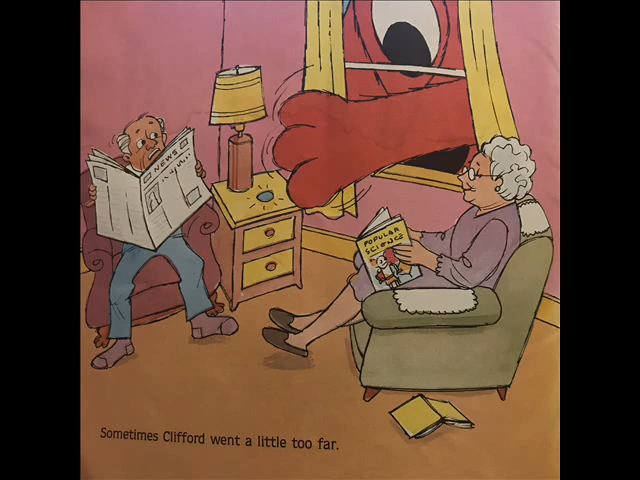 NEWS
POPULAR
SCIENCE
Sometimes Clifford went a little too far.